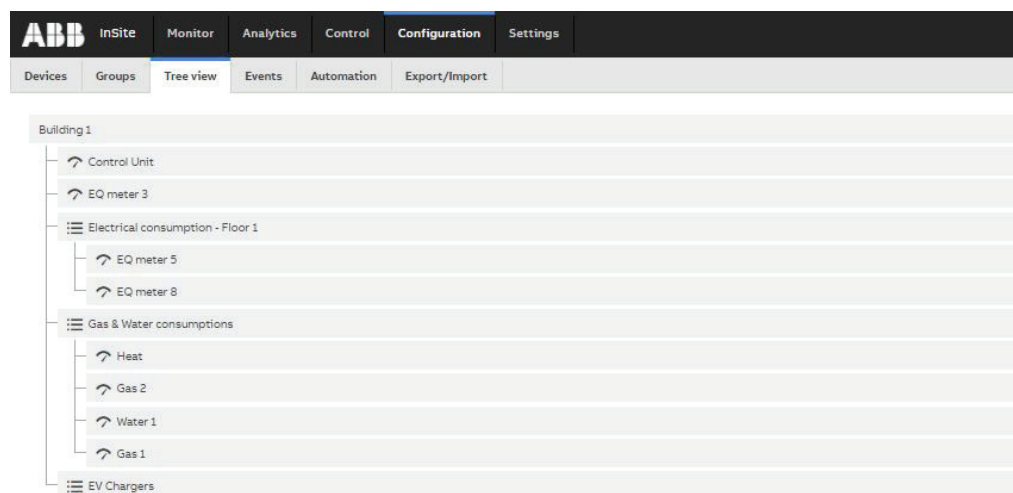 ABB InSite Monitor Analytics Control Configuration Settings
Devices Groups Tree view Events Automation Export/Import
Building 1
Control Unit
EQ meter 3
Electrical consumption - Floor 1
EQ meter 5
EQ meter 8
Gas & Water consumptions
Heat
Gas 2
Water 1
Gas 1
EV Chargers